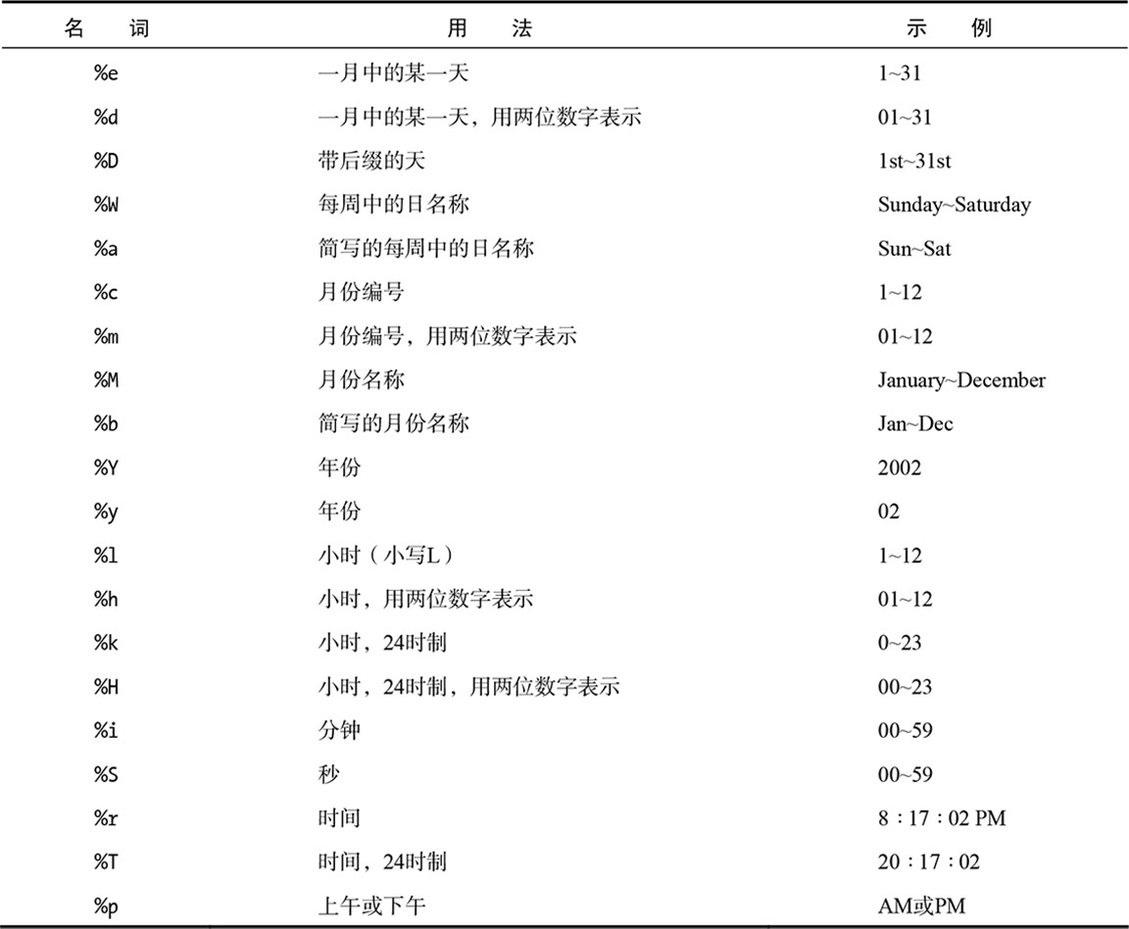 名 词 用 法 示 例
%e 一月中的某一天 1~31
%d 一月中的某一天，用两位数字表示 01~31
%D 带后缀的天 1st~31st
%W 每周中的日名称 Sunday~Saturday
%a 简写的每周中的日名称 Sun~Sat
%c 月份编号 1~12
%m 月份编号，用两位数字表示 01~12
%M 月份名称 January~December
%b 简写的月份名称 Jan~Dec
%Y 年份 2002
%y 年份 02
%l 小时（小写L） 1~12
%h 小时，用两位数字表示 01~12
%k 小时，24时制 0~23
%H 小时，24时制，用两位数字表示 00~23
%i 分钟 00~59
%S 秒 00~59
%r 时间 8：17：02 PM
%T 时间，24时制 20：17：02
%p 上午或下午 AM或PM